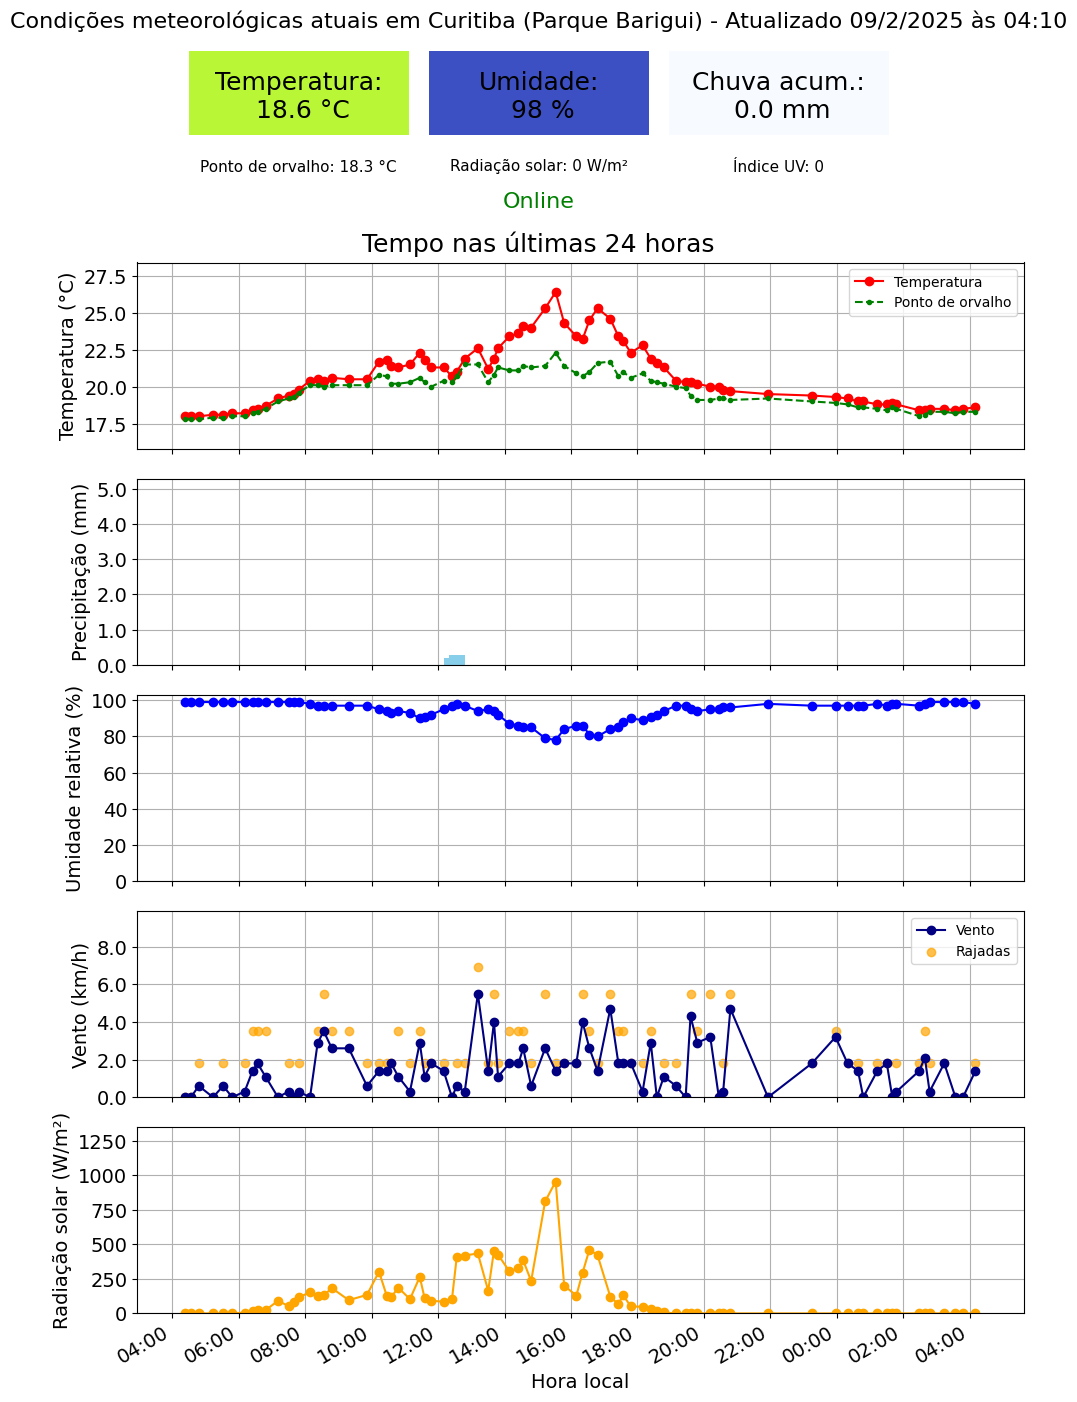 Condições meteorológicas atuais em Curitiba (Parque Barigui) - Atualizado 09/2/2025 às 04:10
Temperatura:
18.6 °C
Umidade:
98 %
Chuva acum.:
0.0 mm
Ponto de orvalho: 18.3 °C
Radiação solar: 0 W/m²
Índice UV: 0
Online
Tempo nas últimas 24 horas
Temperatura (°C)
27.5
25.0
22.5
20.0
17.5
Temperatura
Ponto de orvalho
Precipitação (mm)
5.0
4.0
3.0
2.0
1.0
0.0
Umidade relativa (%)
100
80
60
40
20
0
Vento (km/h)
8.0
6.0
4.0
2.0
0.0
Vento
Rajadas
Radiação solar (W/m²)
1250
1000
750
500
250
0
04:00
06:00
08:00
10:00
12:00
14:00
16:00
18:00
20:00
22:00
00:00
02:00
04:00
Hora local